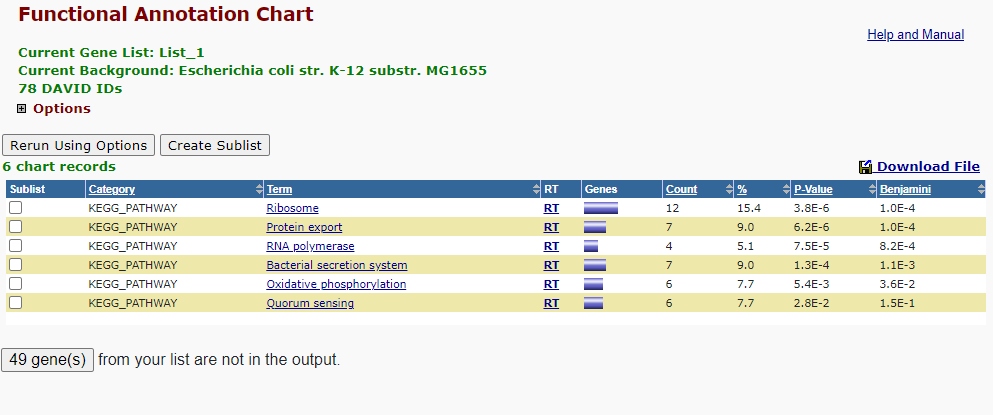 Functional Annotation Chart
Help and Manual
Current Gene List: List_1
Current Background: Escherichia coli str. K-12 substr. MG1655
78 DAVID IDs
Options
Rerun Using Options Create Sublist
6 chart records Download File
Sublist Category Term RT Genes Count % P-Value Benjamini
KEGG_PATHWAY Ribosome RT 12 15.4 3.8E-6 1.0E-4
KEGG_PATHWAY Protein export RT 7 9.0 6.2E-6 1.0E-4
KEGG_PATHWAY RNA polymerase RT 4 5.1 7.5E-5 8.2E-4
KEGG_PATHWAY Bacterial secretion system RT 7 9.0 1.3E-4 1.1E-3
KEGG_PATHWAY Oxidative phosphorylation RT 6 7.7 5.4E-3 3.6E-2
KEGG_PATHWAY Quorum sensing RT 6 7.7 2.8E-2 1.5E-1
49 gene(s) from your list are not in the output.